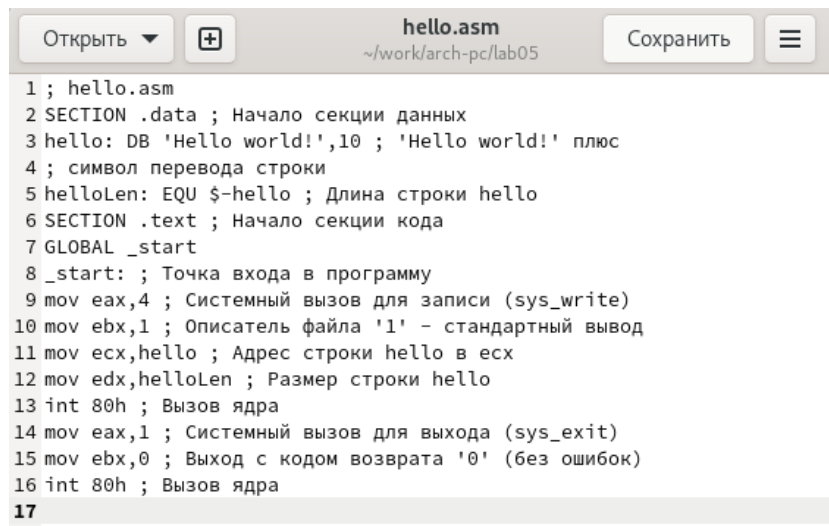 Открыть
hello.asm
~/work/arch-pc/lab05
Сохранить
1 ; hello.asm
2 SECTION .data ; Начало секции данных
3 hello: DB 'Hello world!',10 ; 'Hello world!' плюс
4 ; символ перевода строки
5 helloLen: EQU $-hello ; Длина строки hello
6 SECTION .text ; Начало секции кода
7 GLOBAL _start
8 _start: ; Точка входа в программу
9 mov eax,4 ; Системный вызов для записи (sys_write)
10 mov ebx,1 ; Описатель файла '1' - стандартный вывод
11 mov ecx,hello ; Адрес строки hello в ecx
12 mov edx,helloLen ; Размер строки hello
13 int 80h ; Вызов ядра
14 mov eax,1 ; Системный вызов для выхода (sys_exit)
15 mov ebx,0 ; Выход с кодом возврата '0' (без ошибок)
16 int 80h ; Вызов ядра
17